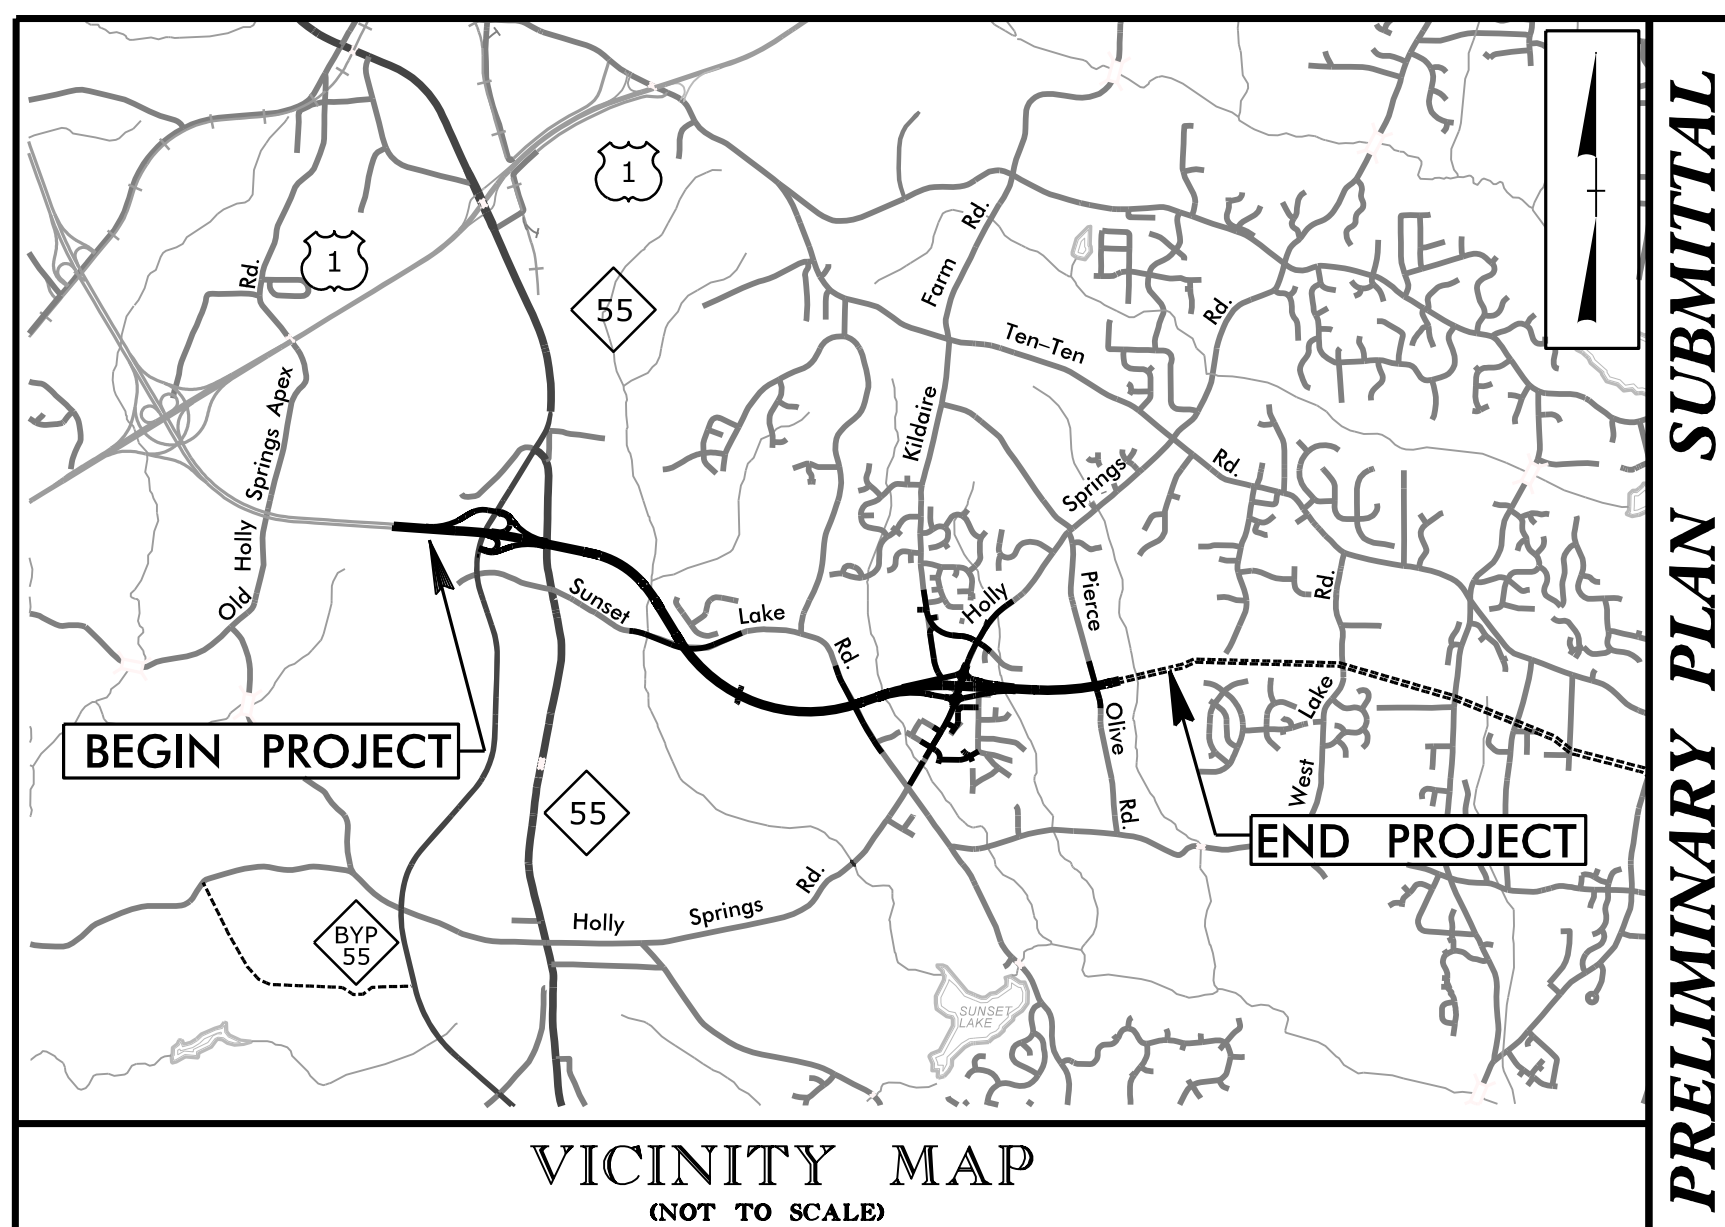 1
1
Rd.
Farm
Rd.
55
Ten–Ten
Rd.
Old Holly Springs Apex
Kildaire
Rd.
Springs
Holly
Pierce
Olive
Rd.
Sunset
Lake
Rd.
Rd.
Lake
West
BEGIN PROJECT
END PROJECT
55
Rd.
Springs
Holly
BYP
55
SUNSET
LAKE
VICINITY MAP
(NOT TO SCALE)
PRELIMINARY PLAN SUBMITTAL